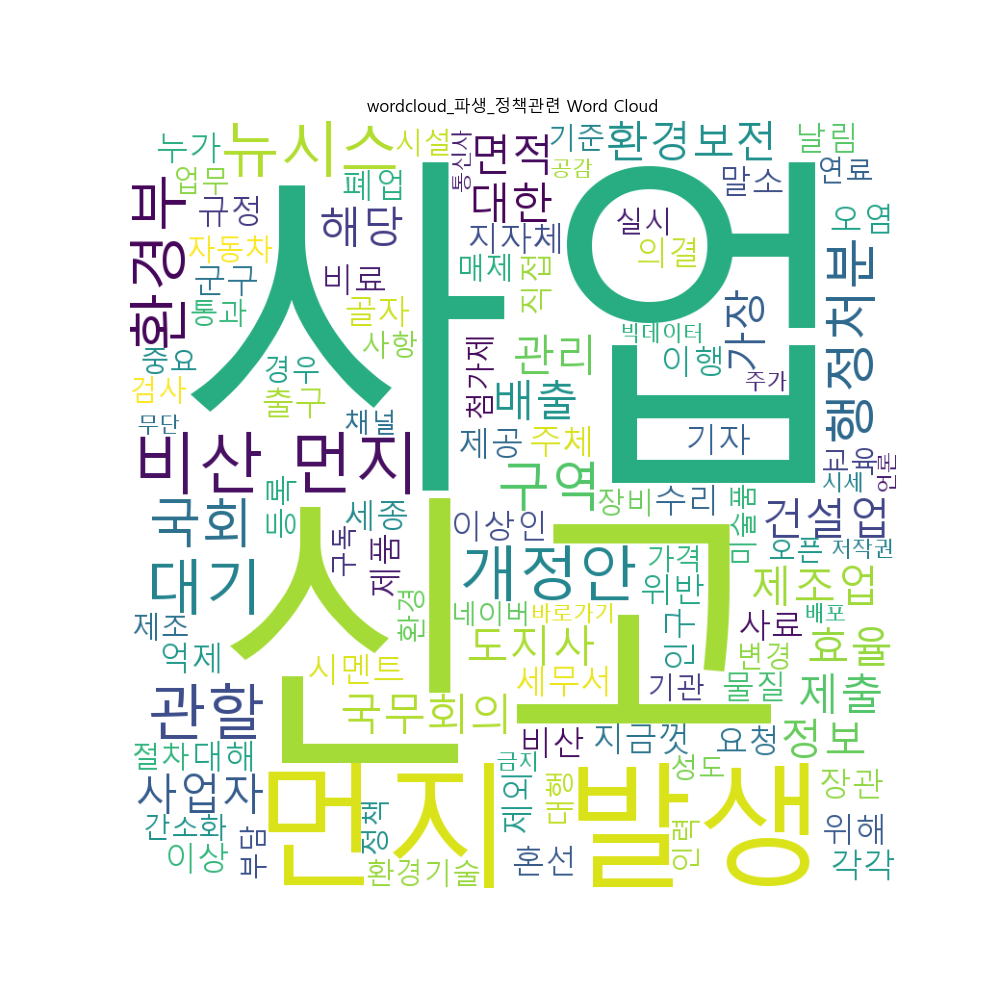 wordcloud_파생_정책관련 Word Cloud
누가
뉴시스
시설
통신사
면적
기준
환경보전
날림
업무
폐업
공감
말소
연료
환경부
규정
해당
대한
실시
오염
사업
자동차
지자체
의결
군구
비료
매제
직접
행정처분
통과
골자
가장
빅데이터
중요
사항
첨가제
관리
이행
검사
경우
출구
배출
주가
무단
채널
제공
주체
기자
비산 먼지
구역
교육
언론
시세
국회
등록
세종
이상인
장비
수리
미술품
건설업
신고
구독
제품
개정안
가격
오픈
저작권
대기
환경
네이버
바로가기
위반
제조업
제조
인구
사료
배포
억제
시멘트
도지사
변경
효율
관할
국무회의
세무서
기관
물질
제출
절차대해
비산
지금껏
요청
정보
사업자
먼지 발생
금지
성도
장관
간소화
부담
정책
제외
대행
인력
위해
이상
환경기술
혼선
각각